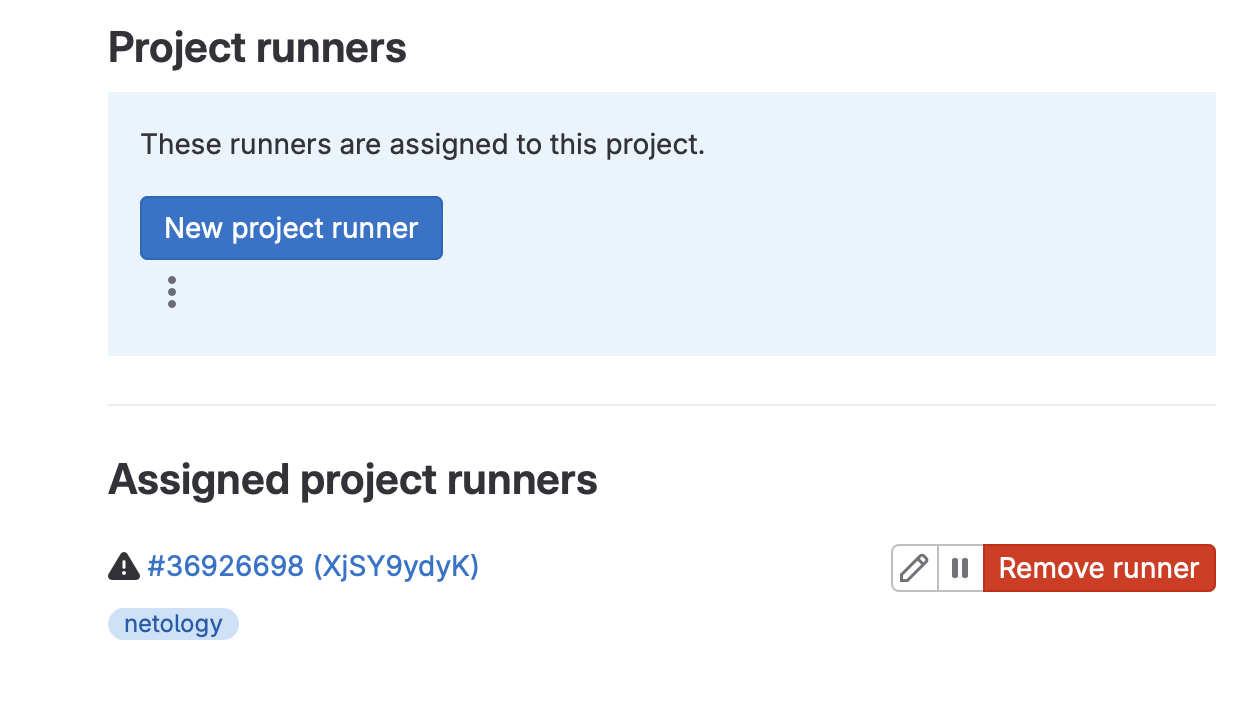 Project runners
These runners are assigned to this project.
New project runner
Assigned project runners
#36926698 (XjSY9ydyK)
Remove runner
netology